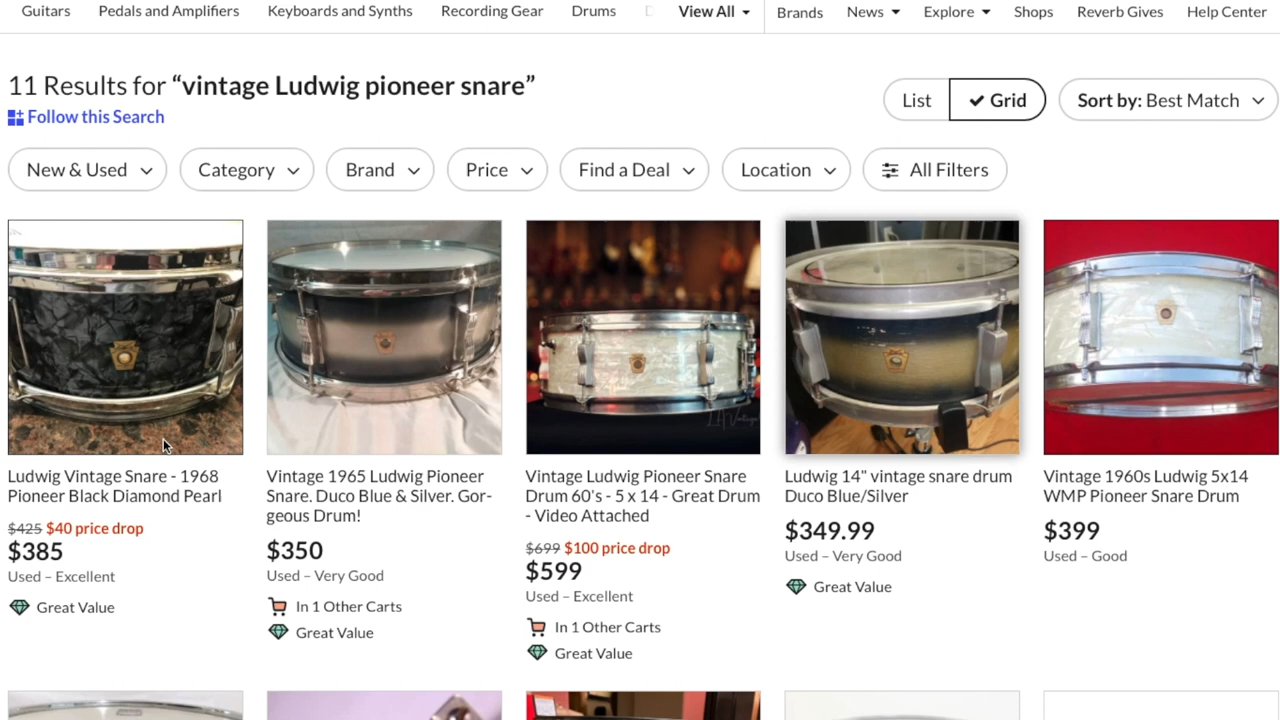 Guitars Pedals and Amplifiers Keyboards and Synths Recording Gear Drums View All Brands News Explore Shops Reverb Gives Help Center
11 Results for “vintage Ludwig pioneer snare”
Follow this Search
List Grid Sort by: Best Match
New & Used Category Brand Price Find a Deal Location All Filters
Ludwig Vintage Snare - 1968
Pioneer Black Diamond Pearl
$425 $40 price drop
$385
Used – Excellent
Great Value
Vintage 1965 Ludwig Pioneer
Snare. Duco Blue & Silver. Gor-
geous Drum!
$350
Used – Very Good
In 1 Other Carts
Great Value
Vintage Ludwig Pioneer Snare
Drum 60's - 5 x 14 - Great Drum
- Video Attached
$699 $100 price drop
$599
Used – Excellent
In 1 Other Carts
Great Value
Ludwig 14" vintage snare drum
Duco Blue/Silver
$349.99
Used – Very Good
Great Value
Vintage 1960s Ludwig 5x14
WMP Pioneer Snare Drum
$399
Used – Good